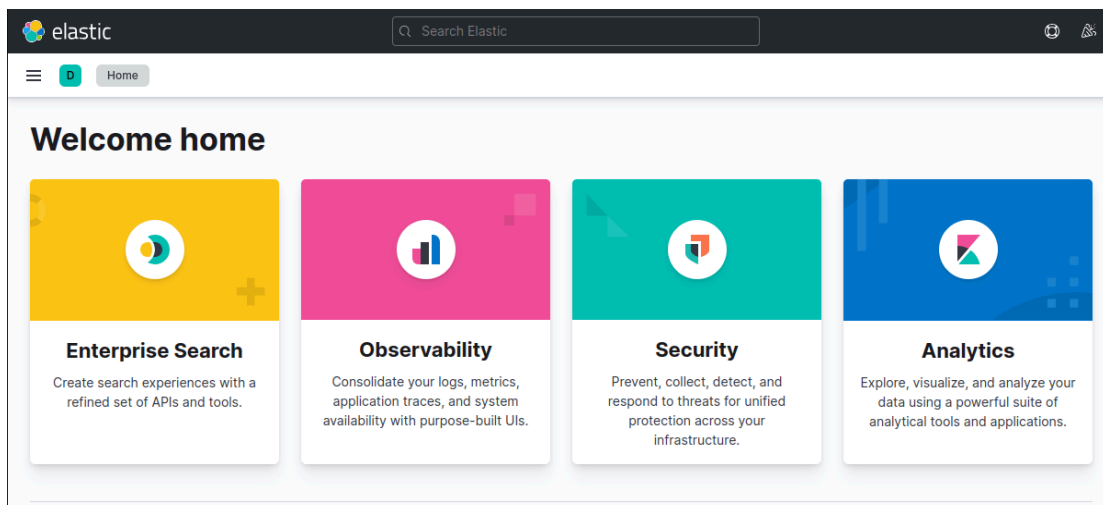 elastic
Search Elastic
D
Home
Welcome home
Enterprise Search
Create search experiences with a
refined set of APIs and tools.
Observability
Consolidate your logs, metrics,
application traces, and system
availability with purpose-built UIs.
Security
Prevent, collect, detect, and
respond to threats for unified
protection across your
infrastructure.
Analytics
Explore, visualize, and analyze your
data using a powerful suite of
analytical tools and applications.